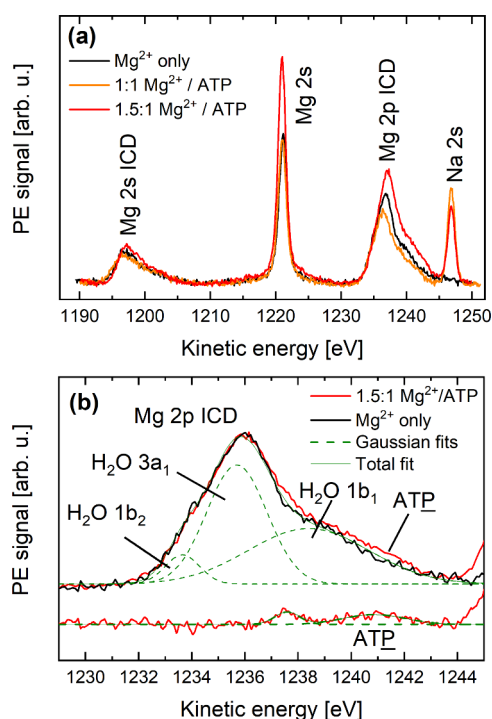 (a)
Mg²⁺ only
1:1 Mg²⁺ / ATP
1.5:1 Mg²⁺ / ATP
Mg 2s ICD
Mg 2s
Mg 2p ICD
Na 2s
PE signal [arb. u.]
1190 1200 1210 1220 1230 1240 1250
Kinetic energy [eV]
(b)
Mg 2p ICD
1.5:1 Mg²⁺/ATP
Mg²⁺ only
Gaussian fits
Total fit
H₂O 3a₁
H₂O 1b₂
H₂O 1b₁
ATP
ATP
PE signal [arb. u.]
1230 1232 1234 1236 1238 1240 1242 1244
Kinetic energy [eV]